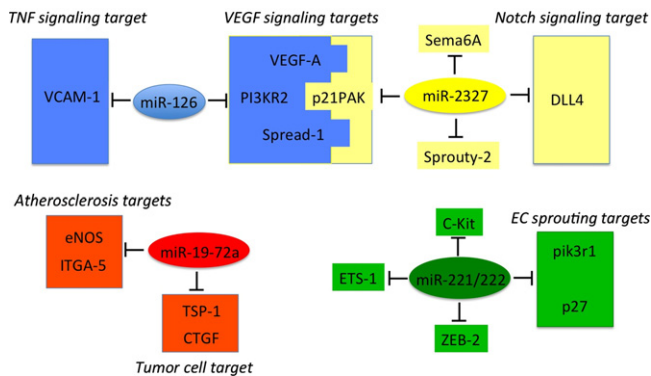 TNF signaling target
VEGF signaling targets
Notch signaling target
Sema6A
VEGF-A
VCAM-1
miR-126
PI3KR2
p21PAK
miR-2327
DLL4
Spread-1
Sprouty-2
Atherosclerosis targets
EC sprouting targets
C-Kit
eNOS
ITGA-5
miR-19-72a
pik3r1
ETS-1
miR-221/222
TSP-1
CTGF
p27
ZEB-2
Tumor cell target